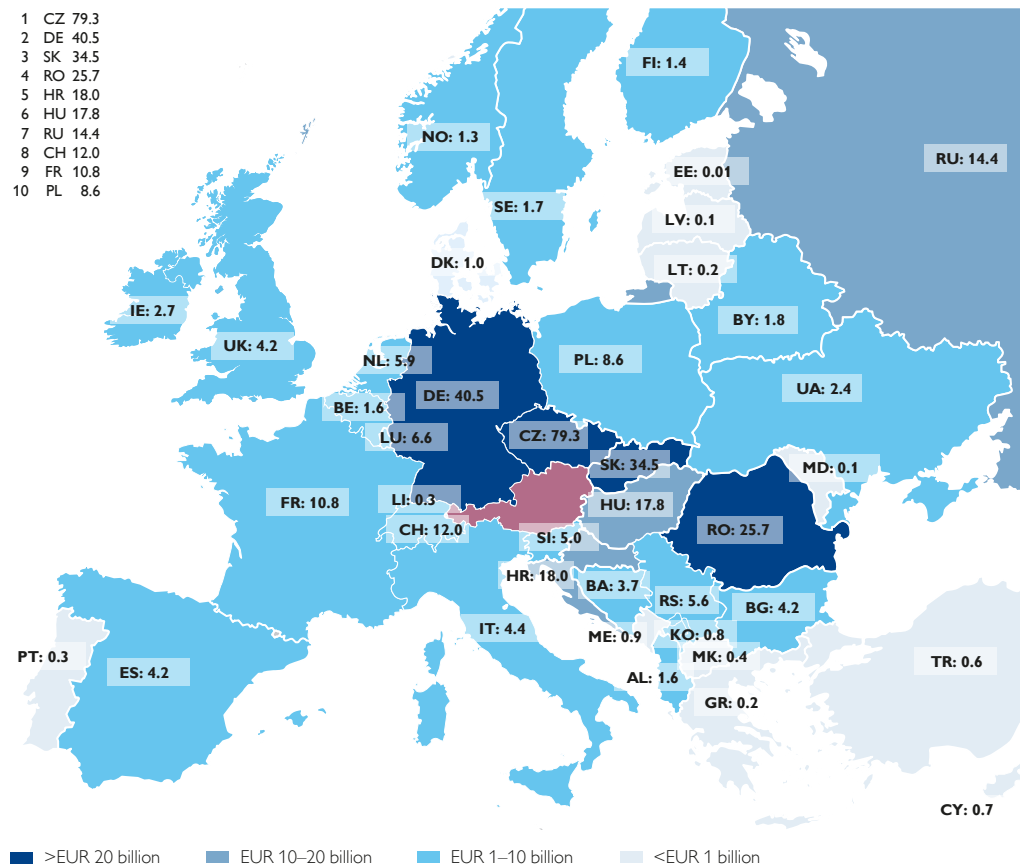 1 CZ 79.3
2 DE 40.5
3 SK 34.5
4 RO 25.7
5 HR 18.0
6 HU 17.8
7 RU 14.4
8 CH 12.0
9 FR 10.8
10 PL 8.6
FI: 1.4
NO: 1.3
RU: 14.4
EE: 0.01
SE: 1.7
LV: 0.1
DK: 1.0
LT: 0.2
IE: 2.7
BY: 1.8
UK: 4.2
NL: 5.9
PL: 8.6
UA: 2.4
DE: 40.5
BE: 1.6
LU: 6.6
CZ: 79.3
SK: 34.5
MD: 0.1
LI: 0.3
FR: 10.8
HU: 17.8
CH: 12.0
RO: 25.7
SI: 5.0
HR: 18.0
BA: 3.7
RS: 5.6
BG: 4.2
IT: 4.4
ME: 0.9
KO: 0.8
PT: 0.3
MK: 0.4
TR: 0.6
ES: 4.2
AL: 1.6
GR: 0.2
CY: 0.7
>EUR 20 billion
EUR 10–20 billion
EUR 1–10 billion
<EUR 1 billion